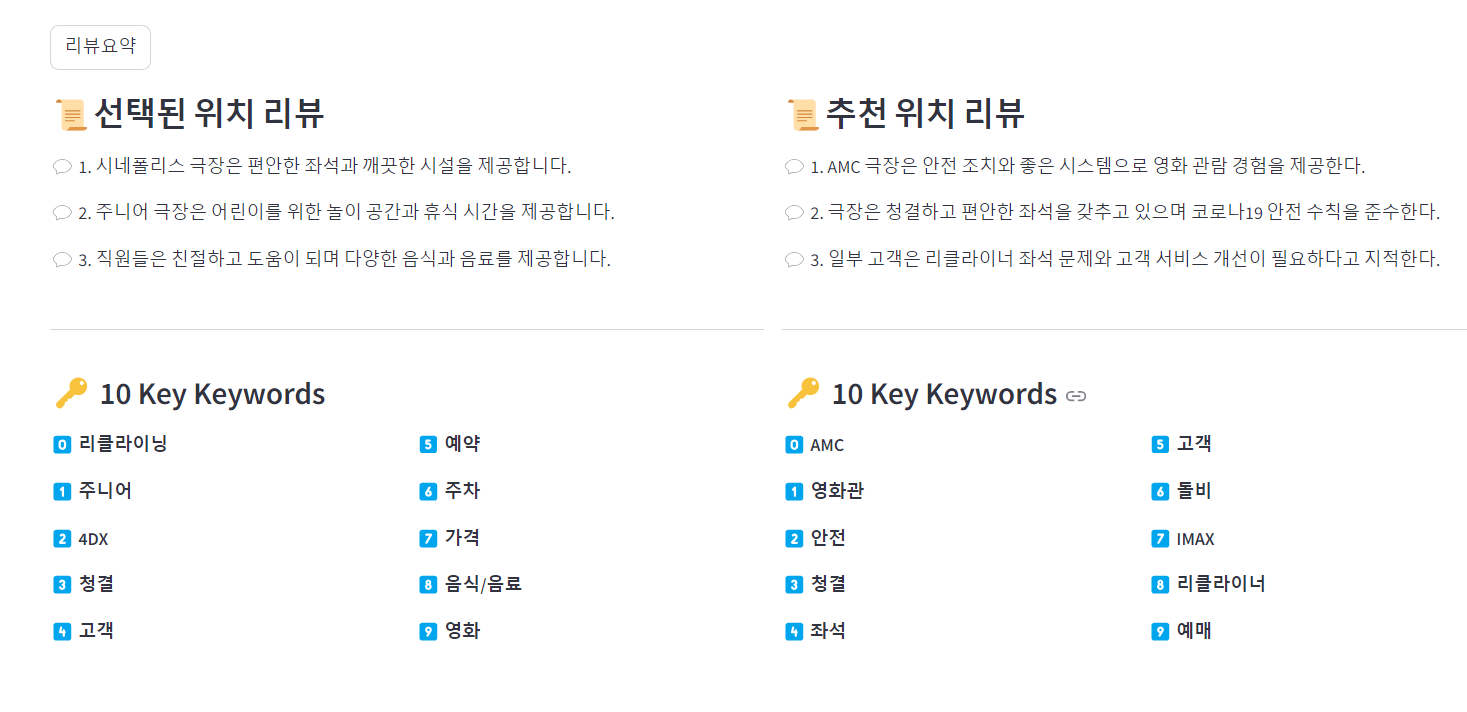 리뷰요약
선택된 위치 리뷰
1. 시네폴리스 극장은 편안한 좌석과 깨끗한 시설을 제공합니다.
2. 주니어 극장은 어린이를 위한 놀이 공간과 휴식 시간을 제공합니다.
3. 직원들은 친절하고 도움이 되며 다양한 음식과 음료를 제공합니다.
추천 위치 리뷰
1. AMC 극장은 안전 조치와 좋은 시스템으로 영화 관람 경험을 제공한다.
2. 극장은 청결하고 편안한 좌석을 갖추고 있으며 코로나19 안전 수칙을 준수한다.
3. 일부 고객은 리클라이너 좌석 문제와 고객 서비스 개선이 필요하다고 지적한다.
10 Key Keywords
0 리클라이닝
1 주니어
2 4DX
3 청결
4 고객
5 예약
6 주차
7 가격
8 음식/음료
9 영화
10 Key Keywords
0 AMC
1 영화관
2 안전
3 청결
4 좌석
5 고객
6 돌비
7 IMAX
8 리클라이너
9 예매